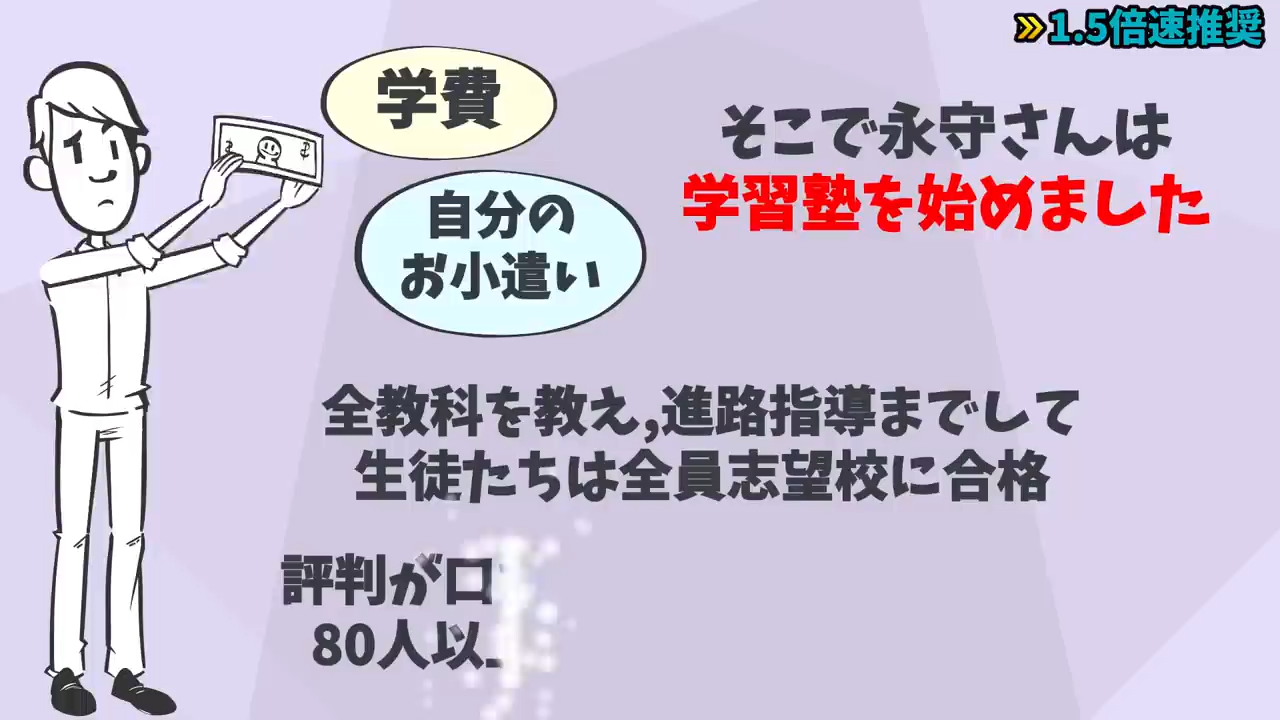 »1.5倍速推奨
学費
自分の
お小遣い
そこで永守さんは
学習塾を始めました
全教科を教え,進路指導までして
生徒たちは全員志望校に合格
評判が口
80人以